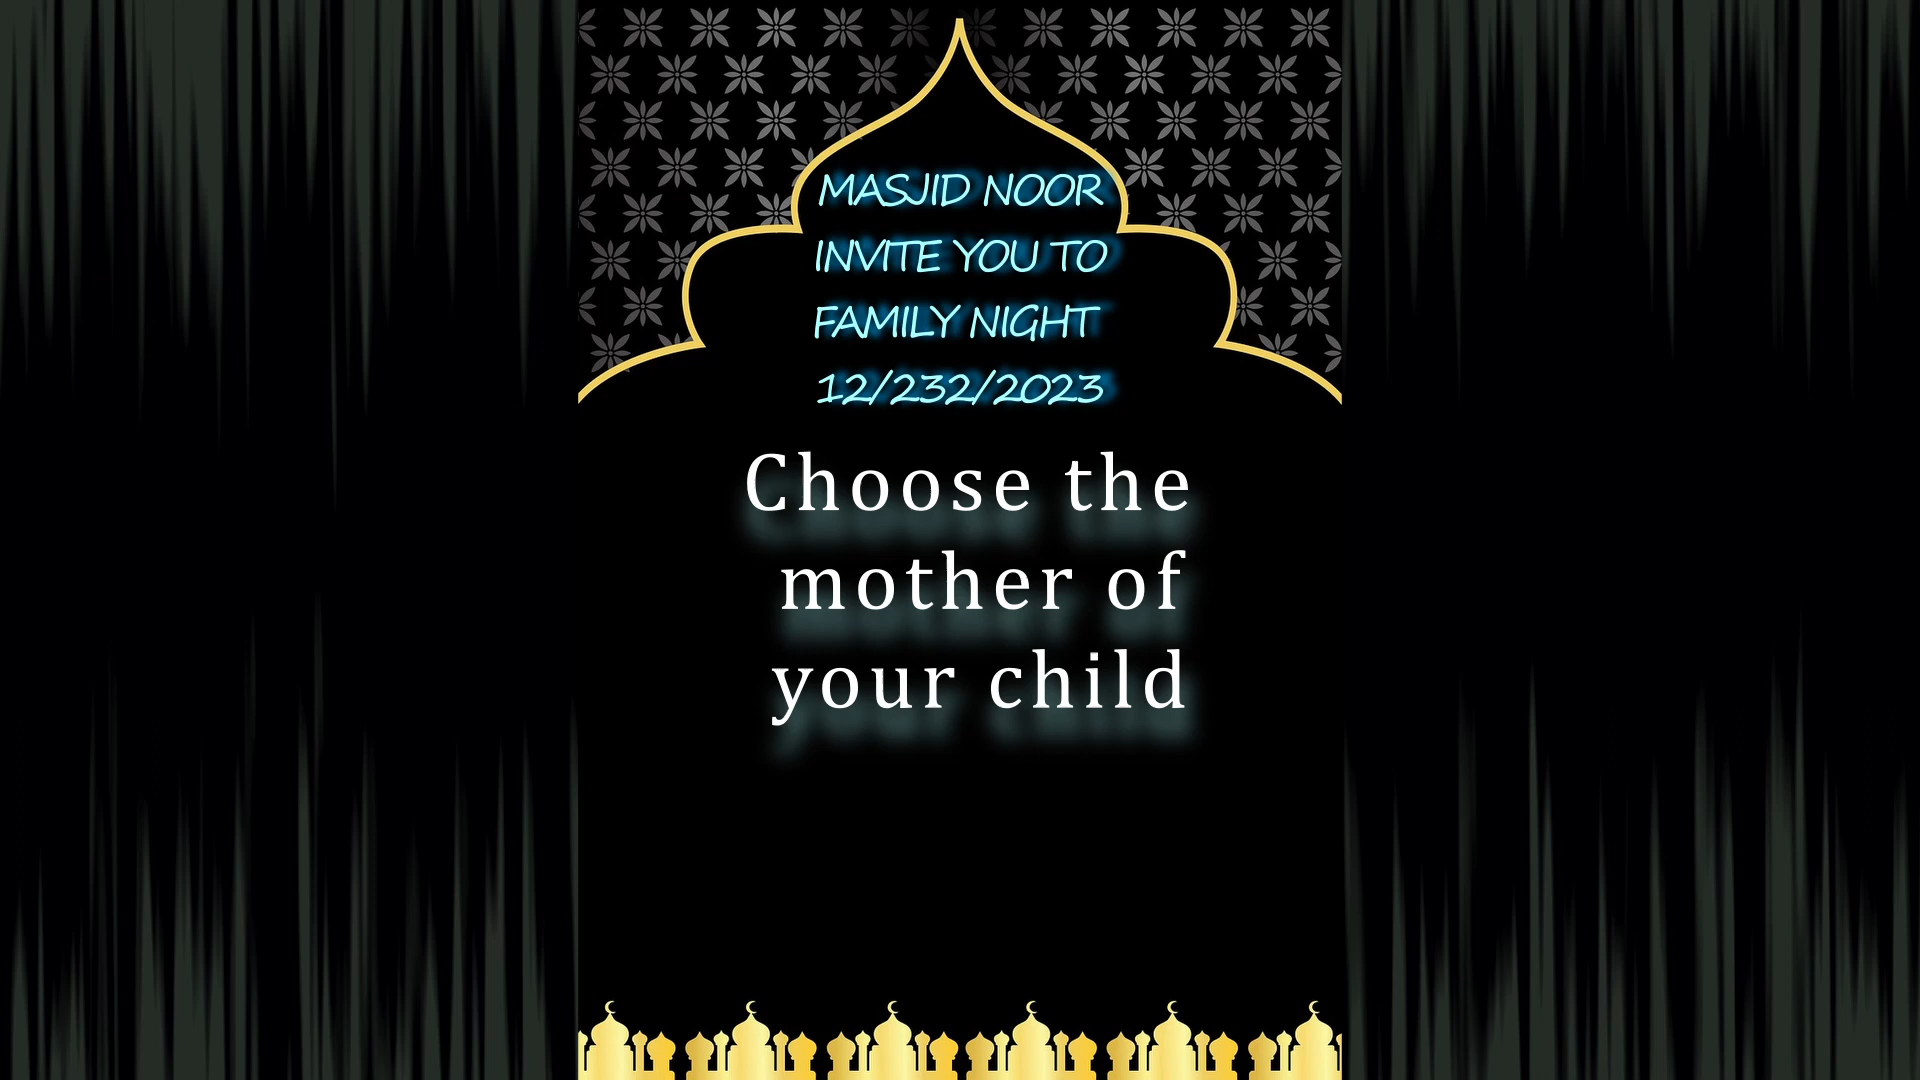 MASJID NOOR
INVITE YOU TO
FAMILY NIGHT
12/232/2023
Choose the
mother of
your child